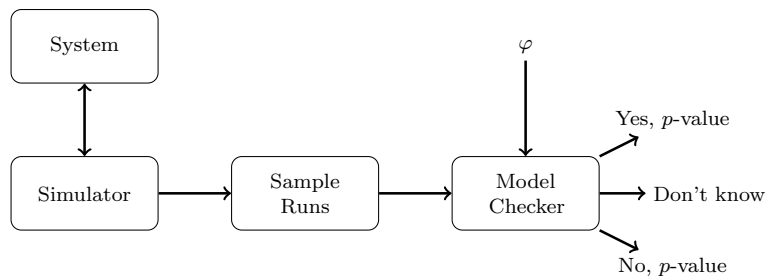 System
φ
Yes, p-value
Simulator
Sample
Runs
Model
Checker
Don't know
No, p-value